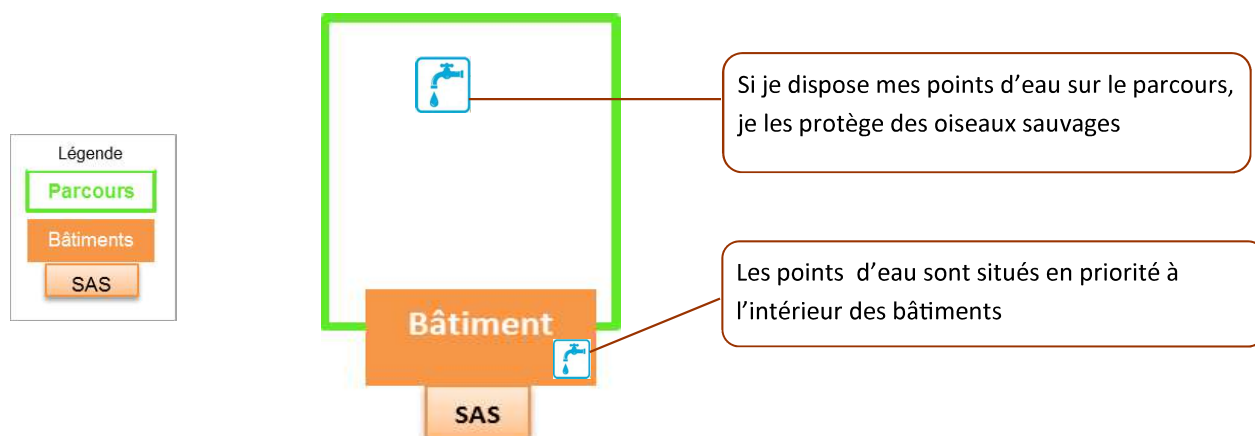 Si je dispose mes points d'eau sur le parcours,
je les protège des oiseaux sauvages
Légende
Parcours
Bâtiments
SAS
Les points d'eau sont situés en priorité à
l'intérieur des bâtiments
Bâtiment
SAS